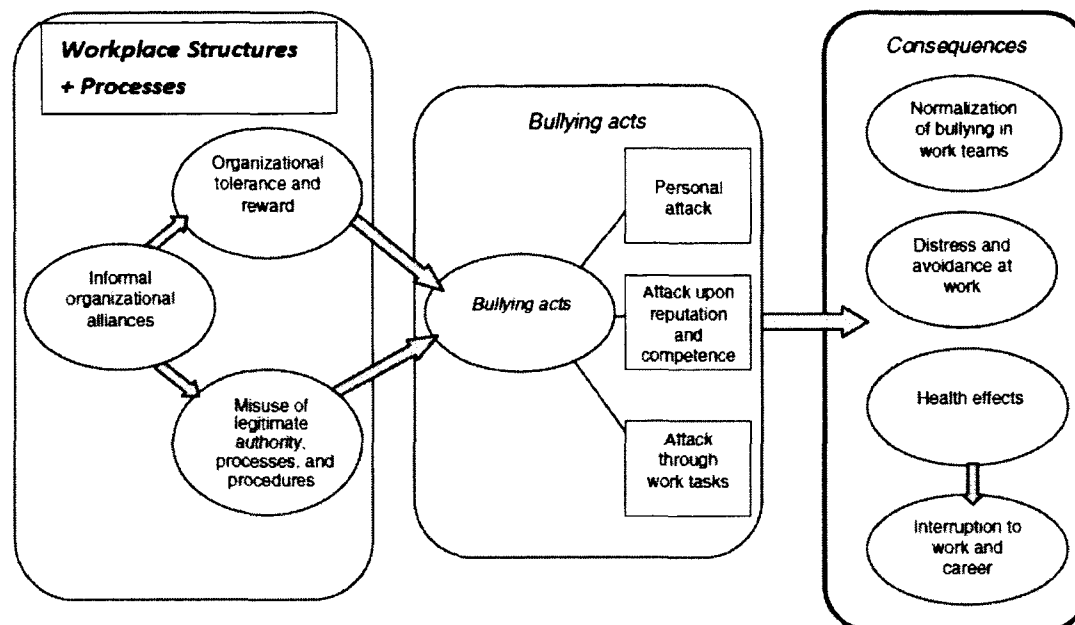 Workplace Structures
+ Processes
Organizational
tolerance and
reward
Informal
organizational
alliances
Misuse of
legitimate
authority,
processes, and
procedures
Bullying acts
Bullying acts
Personal
attack
Attack upon
reputation
and
competence
Attack
through
work tasks
Consequences
Normalization
of bullying in
work teams
Distress and
avoidance at
work
Health effects
Interruption to
work and
career